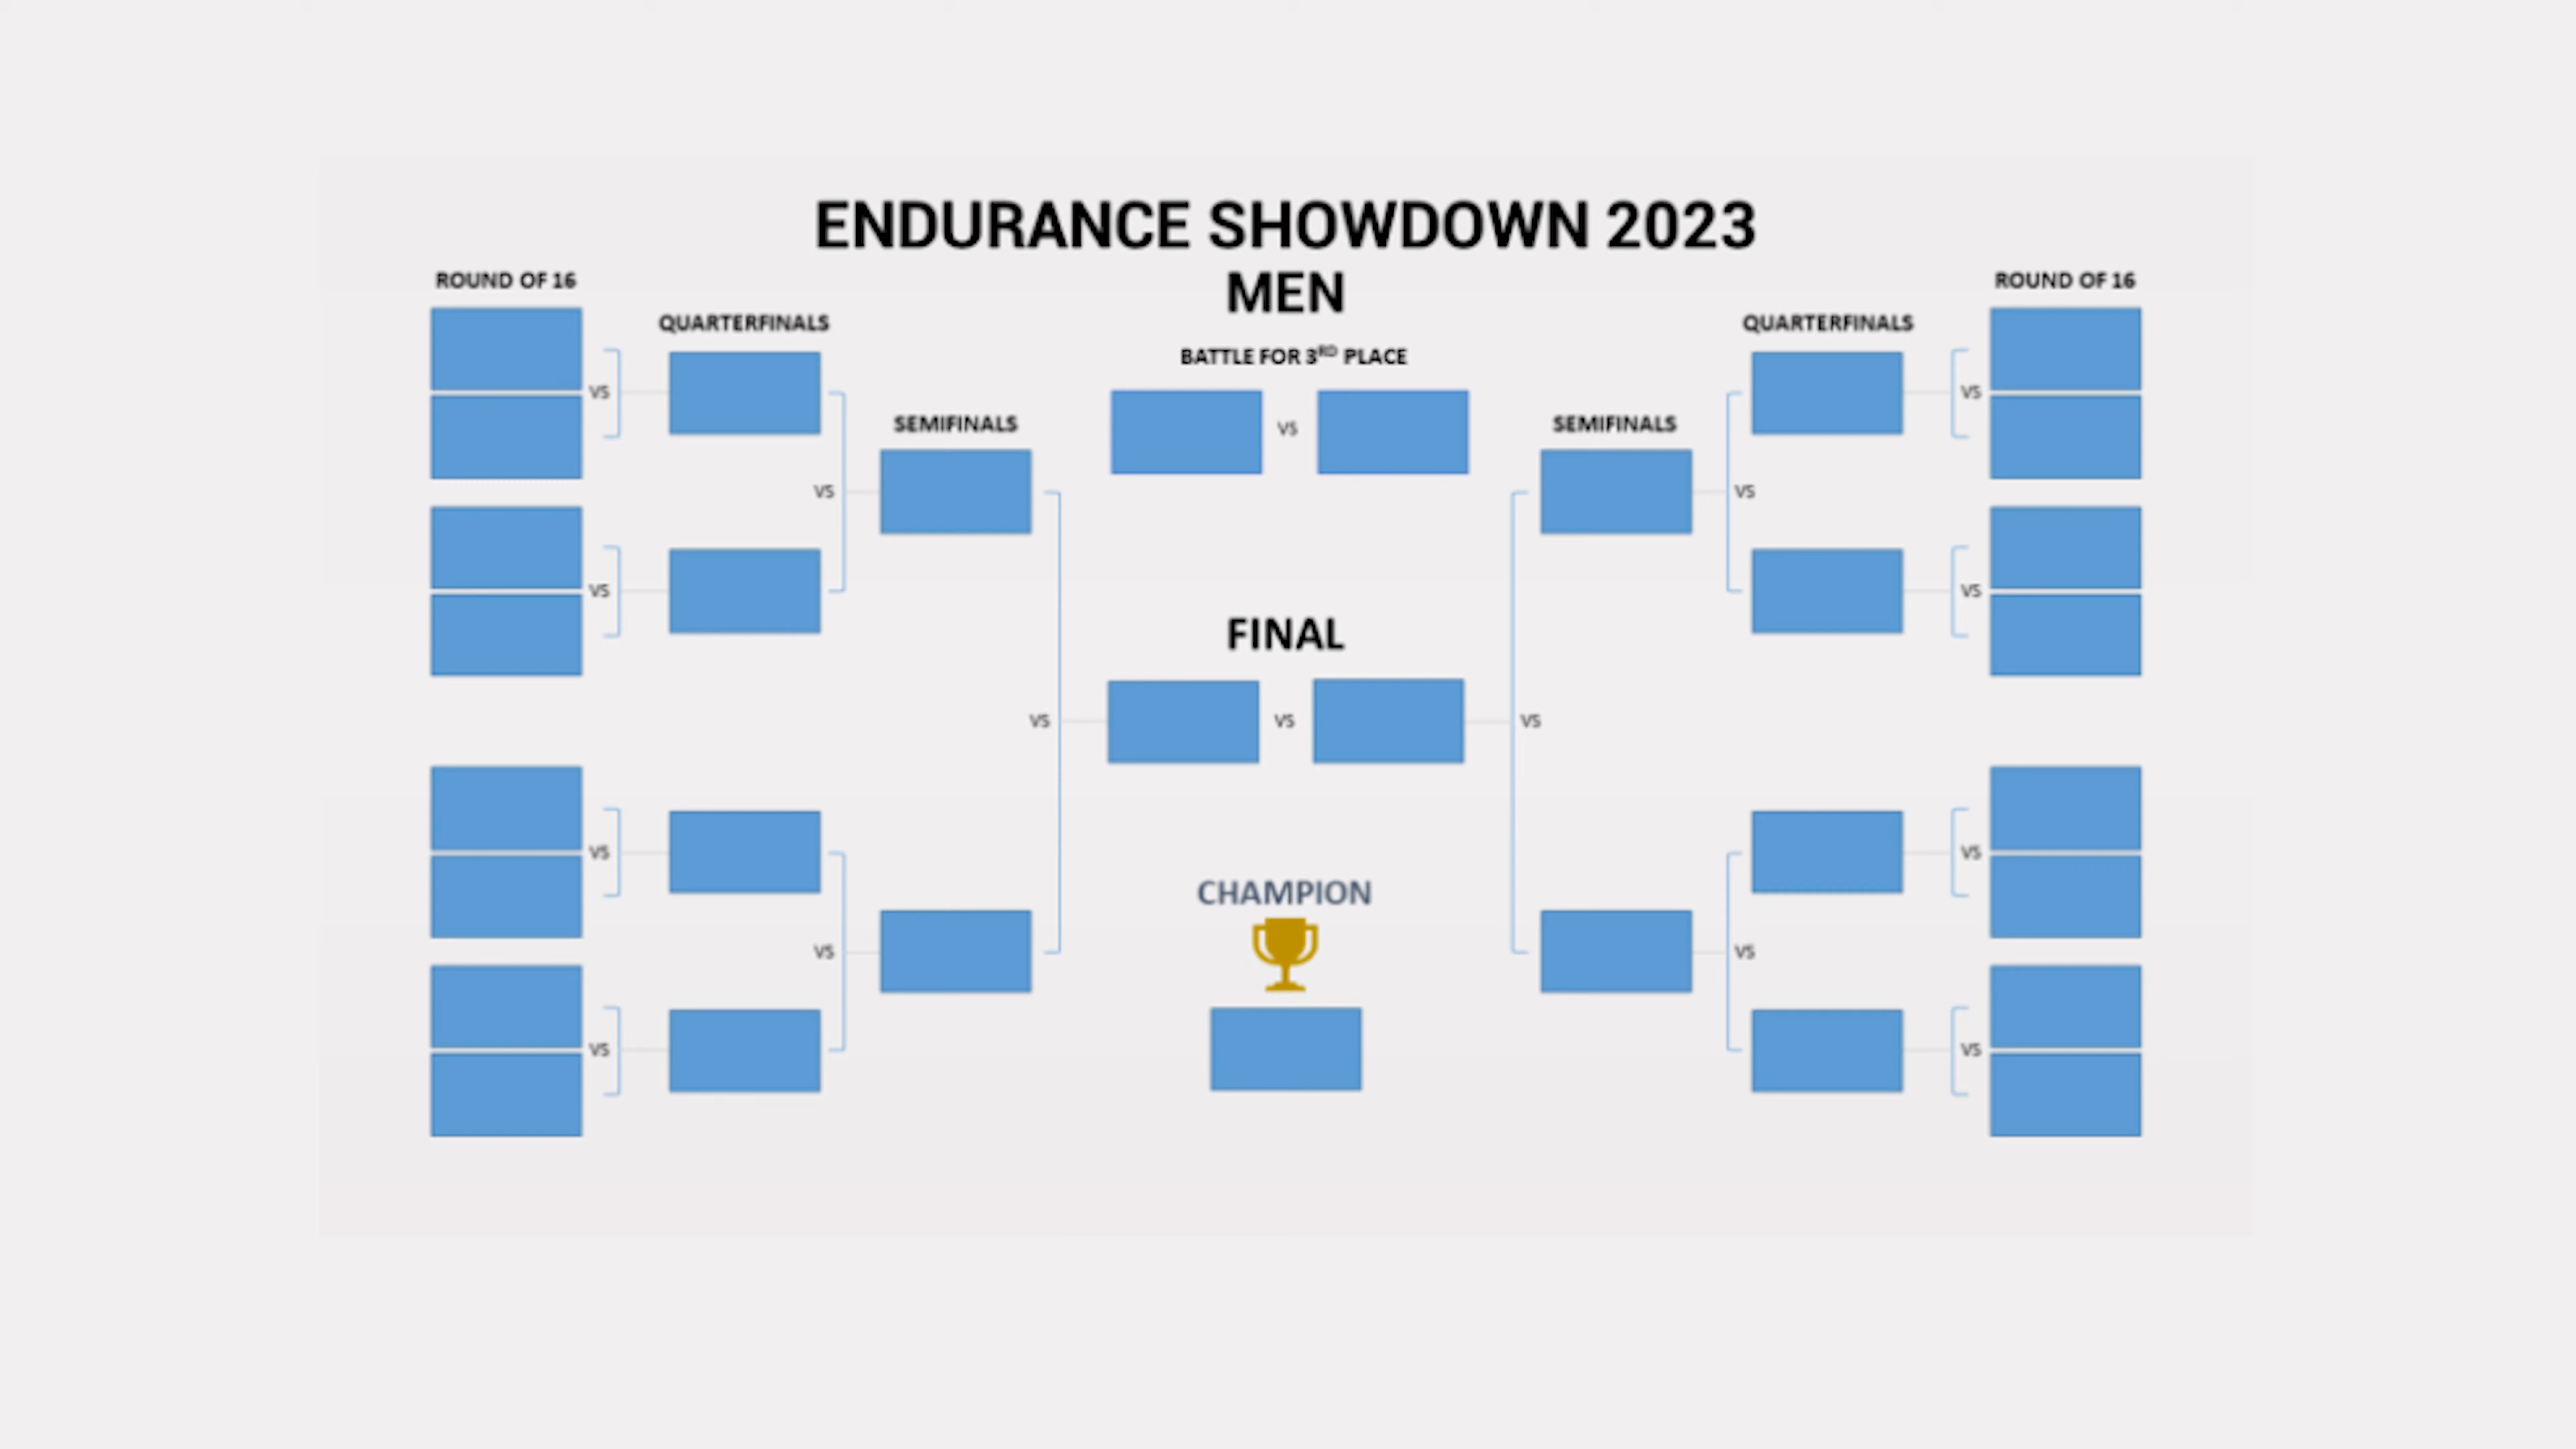 ENDURANCE SHOWDOWN 2023
MEN
ROUND OF 16
ROUND OF 16
QUARTERFINALS
QUARTERFINALS
BATTLE FOR 3RD PLACE
VS
VS
SEMIFINALS
VS
SEMIFINALS
VS
VS
VS
VS
FINAL
VS
VS
VS
VS
VS
CHAMPION
VS
VS
VS
VS